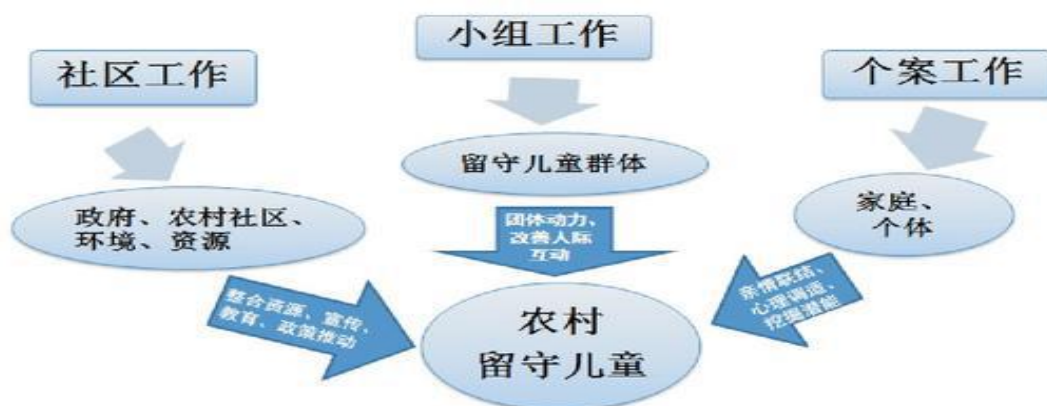 小组工作
社区工作
个案工作
留守儿童群体
政府、农村社区、
环境、资源
家庭、
个体
团体动力、
改善人际
互动
整合资源、宣传、
教育、政策推动
亲情联结、
心理调适、
挖掘潜能
农村
留守儿童